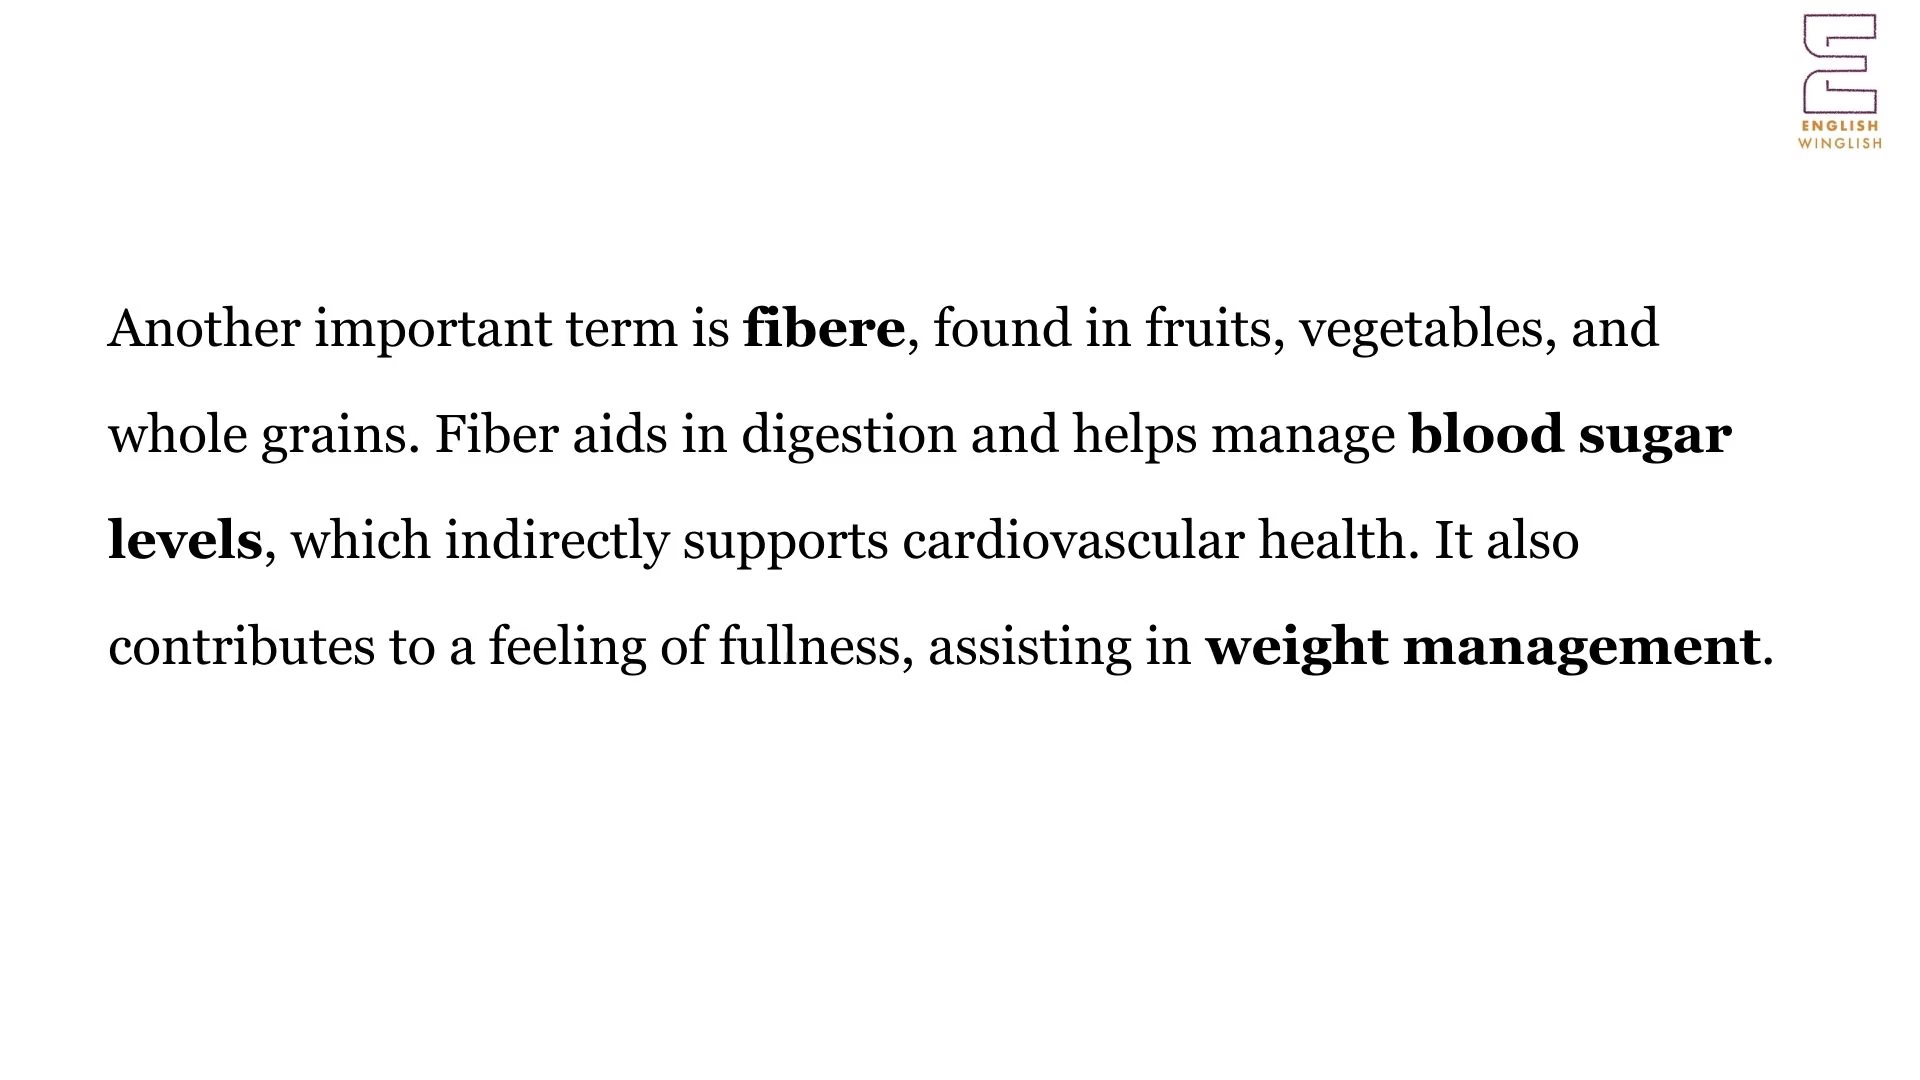 ENGLISH
WINGLISH
Another important term is fibere, found in fruits, vegetables, and
whole grains. Fiber aids in digestion and helps manage blood sugar
levels, which indirectly supports cardiovascular health. It also
contributes to a feeling of fullness, assisting in weight management.